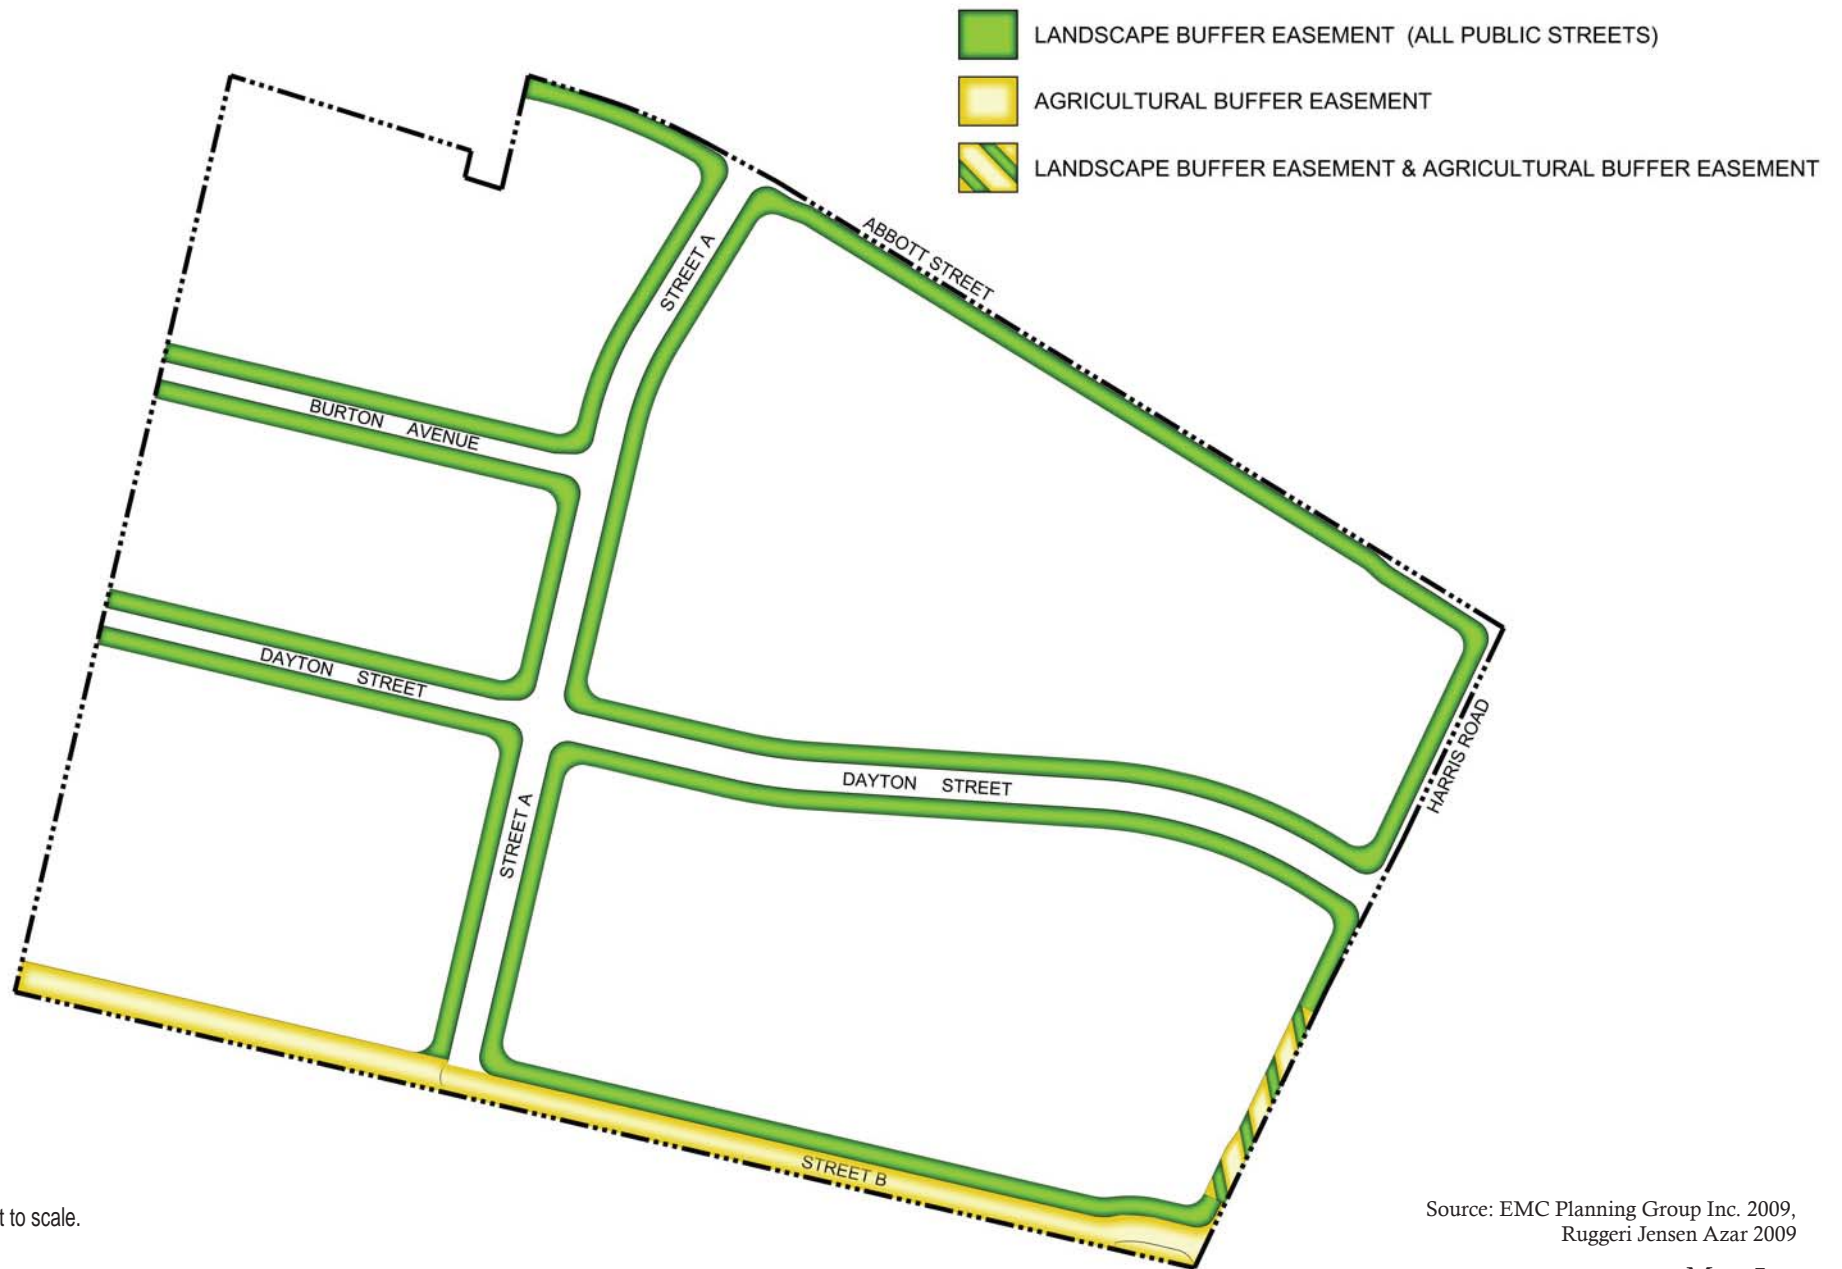 LANDSCAPE BUFFER EASEMENT (ALL PUBLIC STREETS)
AGRICULTURAL BUFFER EASEMENT
LANDSCAPE BUFFER EASEMENT & AGRICULTURAL BUFFER EASEMENT
ABBOTT STREET
STREET A
BURTON AVENUE
DAYTON STREET
HARRIS ROAD
DAYTON STREET
STREET A
STREET B
to scale.
Source: EMC Planning Group Inc. 2009,
Ruggeri Jensen Azar 2009